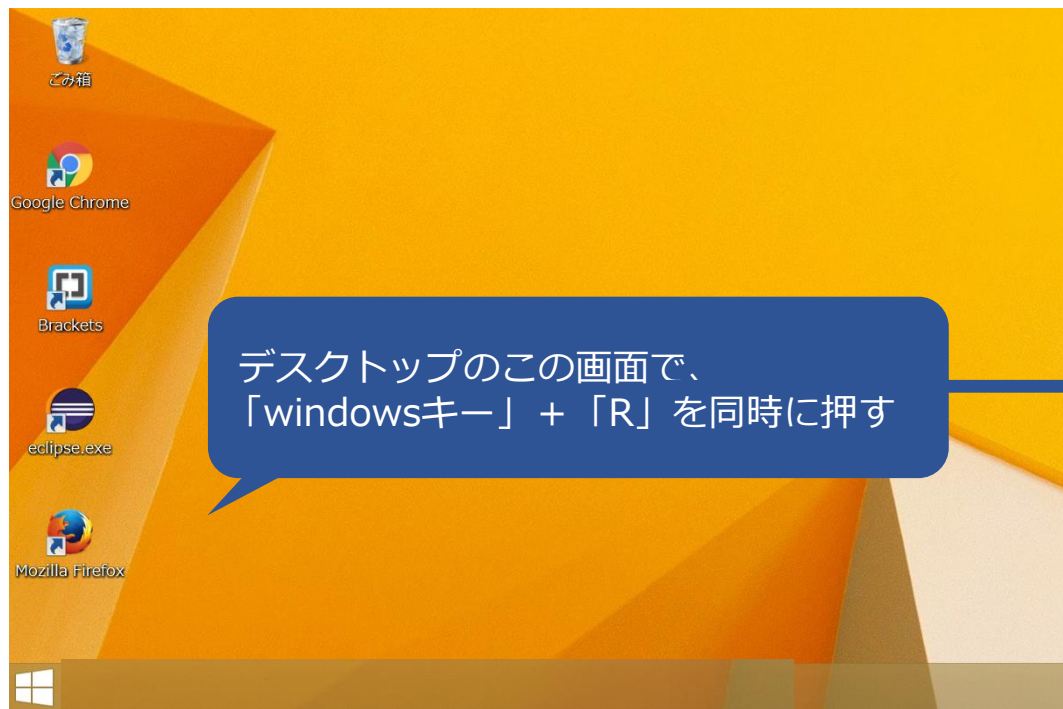 ごみ箱
Google Chrome
Brackets
eclipse.exe
Mozilla Firefox
デスクトップのこの画面で、
「windowsキー」+「R」を同時に押す